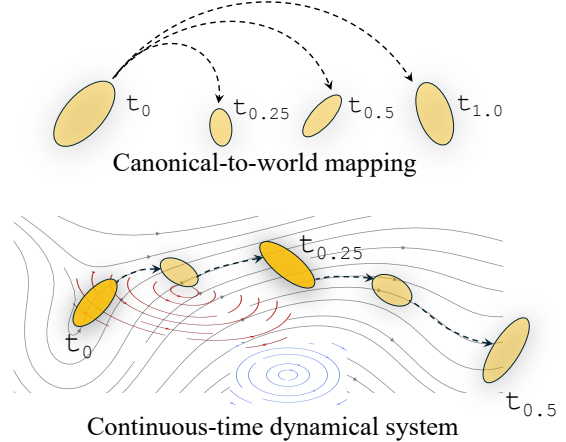 t0 t0.25 t0.5 t1.0
Canonical-to-world mapping
t0.25
t0
t0.5
Continuous-time dynamical system